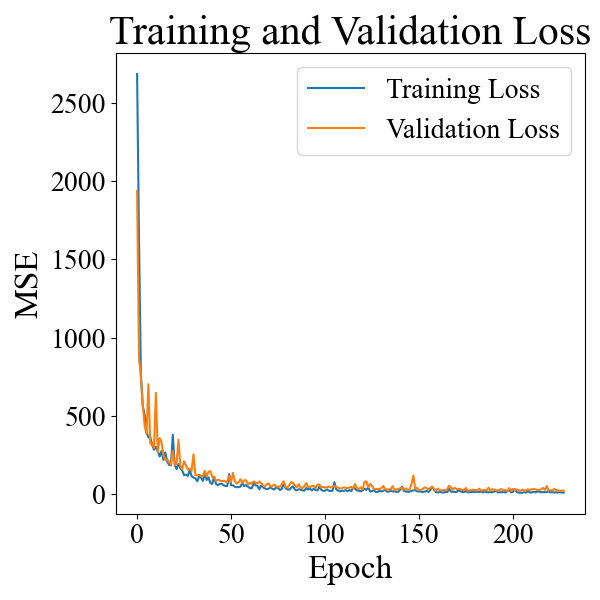 Training and Validation Loss
Training Loss
Validation Loss
MSE
2500
2000
1500
1000
500
0
0 50 100 150 200
Epoch